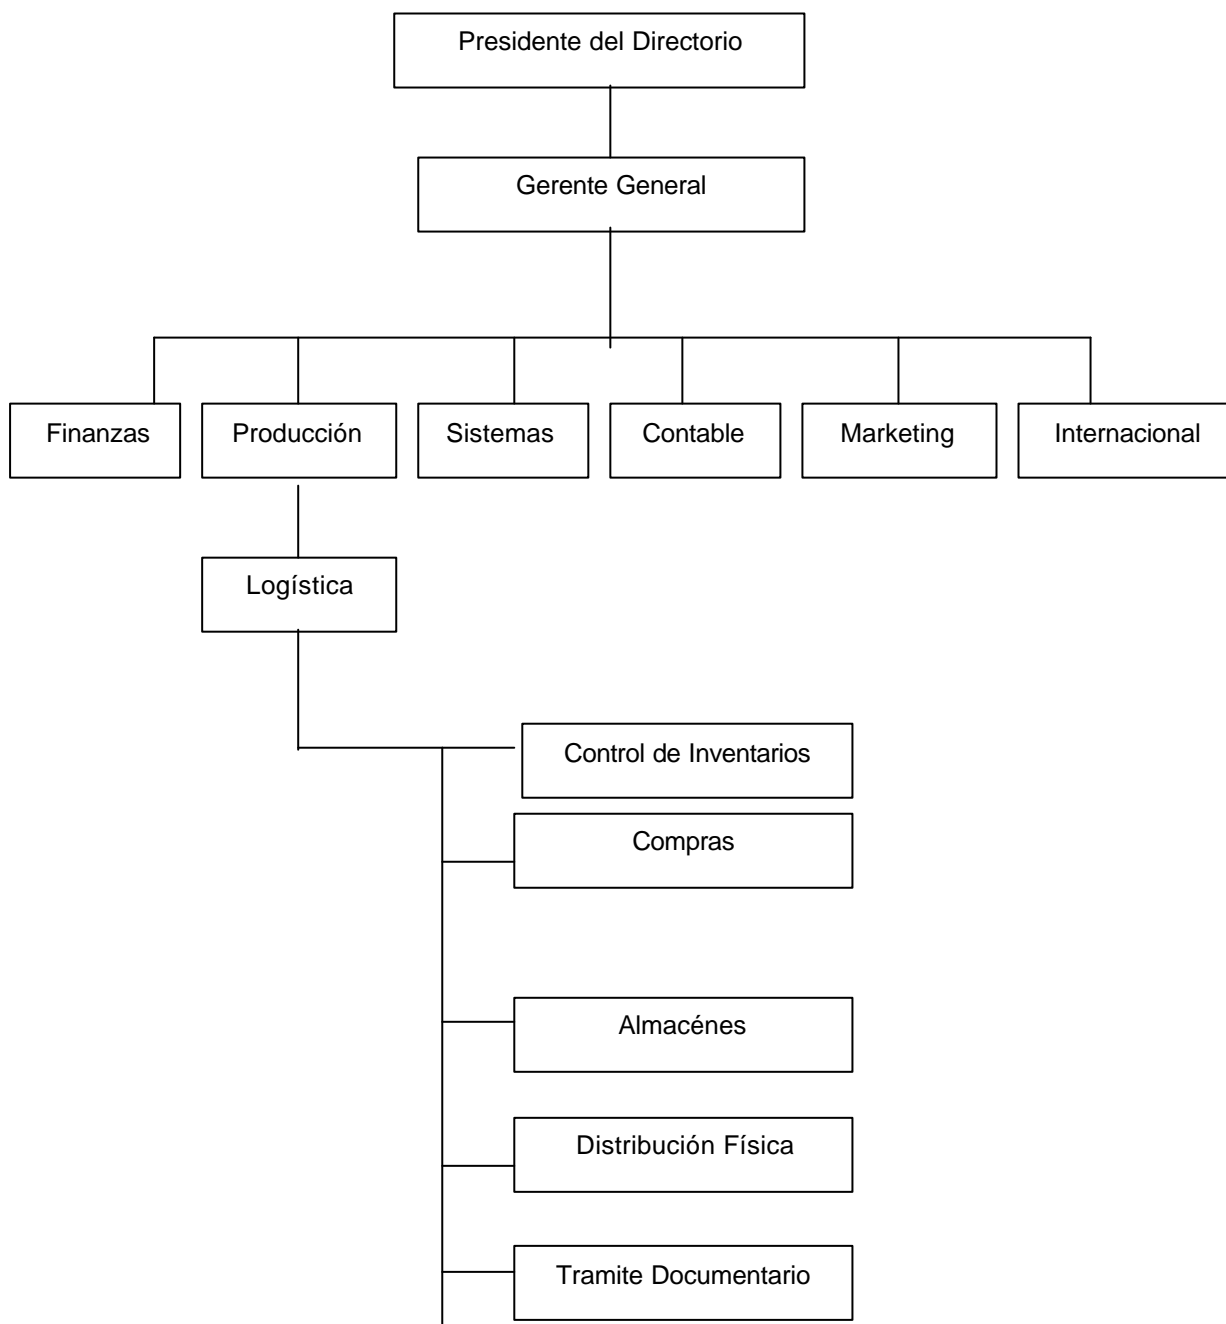 Presidente del Directorio
Gerente General
Finanzas
Producción
Sistemas
Contable
Marketing
Internacional
Logística
Control de Inventarios
Compras
Almacénes
Distribución Física
Tramite Documentario